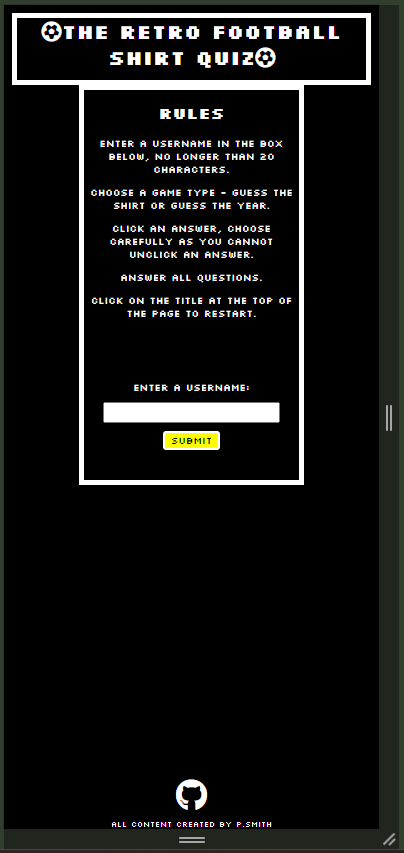 THE RETRO FOOTBALL
SHIRT QUIZ
RULES
ENTER A USERNAME IN THE BOX
BELOW, NO LONGER THAN 20
CHARACTERS.
CHOOSE A GAME TYPE - GUESS THE
SHIRT OR GUESS THE YEAR.
CLICK AN ANSWER, CHOOSE
CAREFULLY AS YOU CANNOT
UNCLICK AN ANSWER.
ANSWER ALL QUESTIONS.
CLICK ON THE TITLE AT THE TOP OF
THE PAGE TO RESTART.
ENTER A USERNAME:
SUBMIT
ALL CONTENT CREATED BY P.SMITH